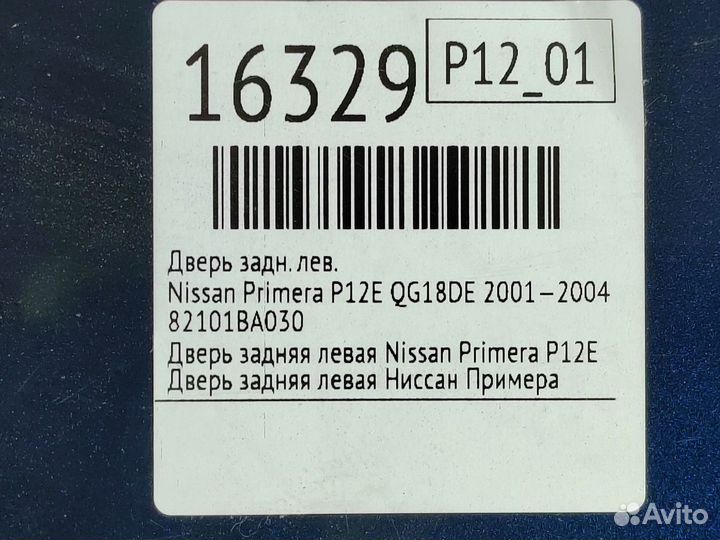 16329
P12_01
Дверь задн. лев.
Nissan Primera P12E QG18DE 2001–2004
82101BA030
Дверь задняя левая Nissan Primera P12E
Дверь задняя левая Ниссан Примера
Avito